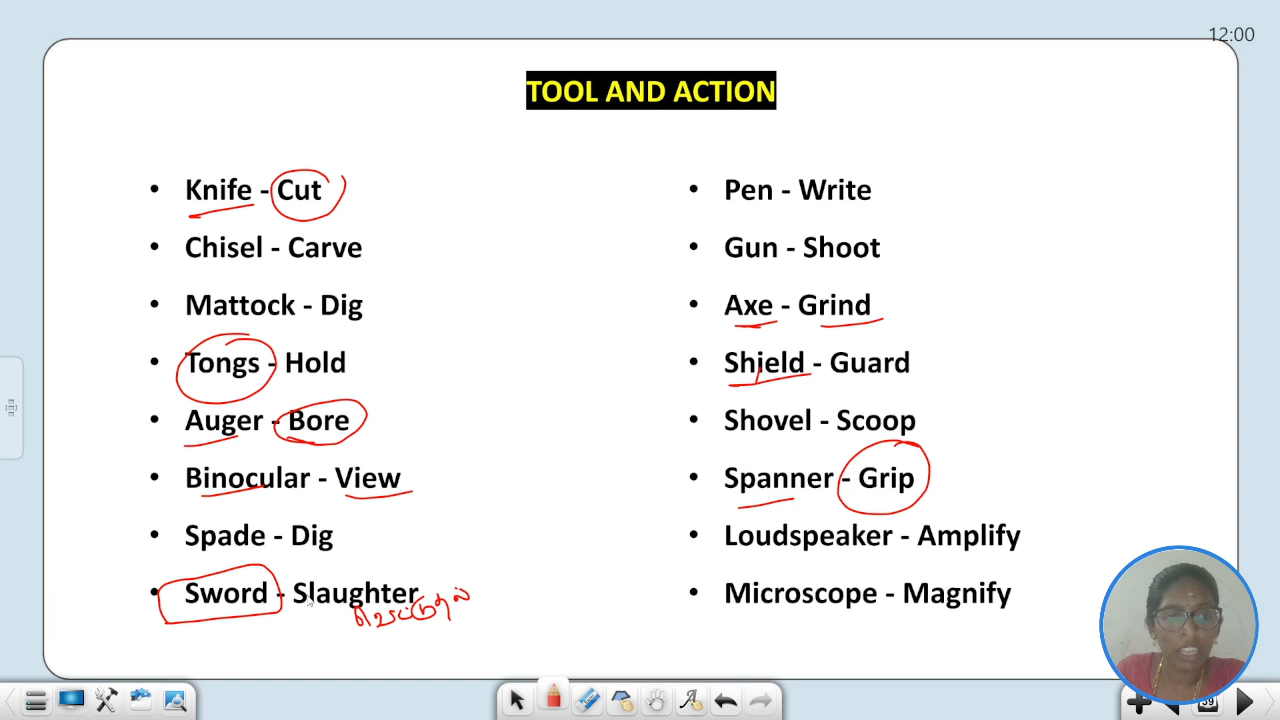 12:00
TOOL AND ACTION
• Knife - Cut
• Chisel - Carve
• Mattock - Dig
• Tongs - Hold
• Auger - Bore
• Binocular - View
• Spade - Dig
• Sword - Slaughter
• Pen - Write
• Gun - Shoot
• Axe - Grind
• Shield - Guard
• Shovel - Scoop
• Spanner - Grip
• Loudspeaker - Amplify
• Microscope - Magnify
39